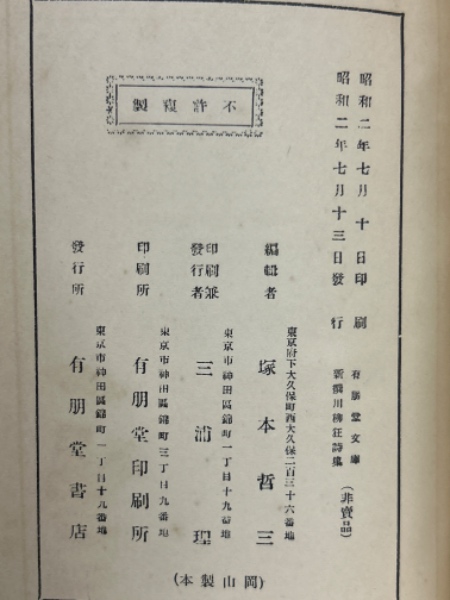 昭和二年七月十日印刷
昭和二年七月十三日發行
有朋堂文庫
新撰川柳狂詩集
(非賣品)
不許複製
編輯者
東京府下大久保町西大久保二百三十六番地
塚本哲三
印刷兼
發行者
東京市神田區錦町一丁目十九番地
三浦理
印刷所
東京市神田區錦町三丁目九番地
有朋堂印刷所
發行所
東京市神田區錦町一丁目十九番地
有朋堂書店
(岡山製本)